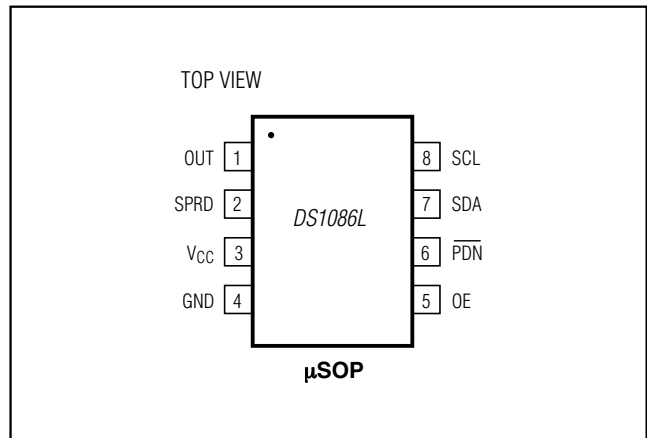 TOP VIEW
OUT 1
8 SCL
SPRD 2
7 SDA
DS1086L
VCC 3
6 PDN
GND 4
5 OE
μSOP